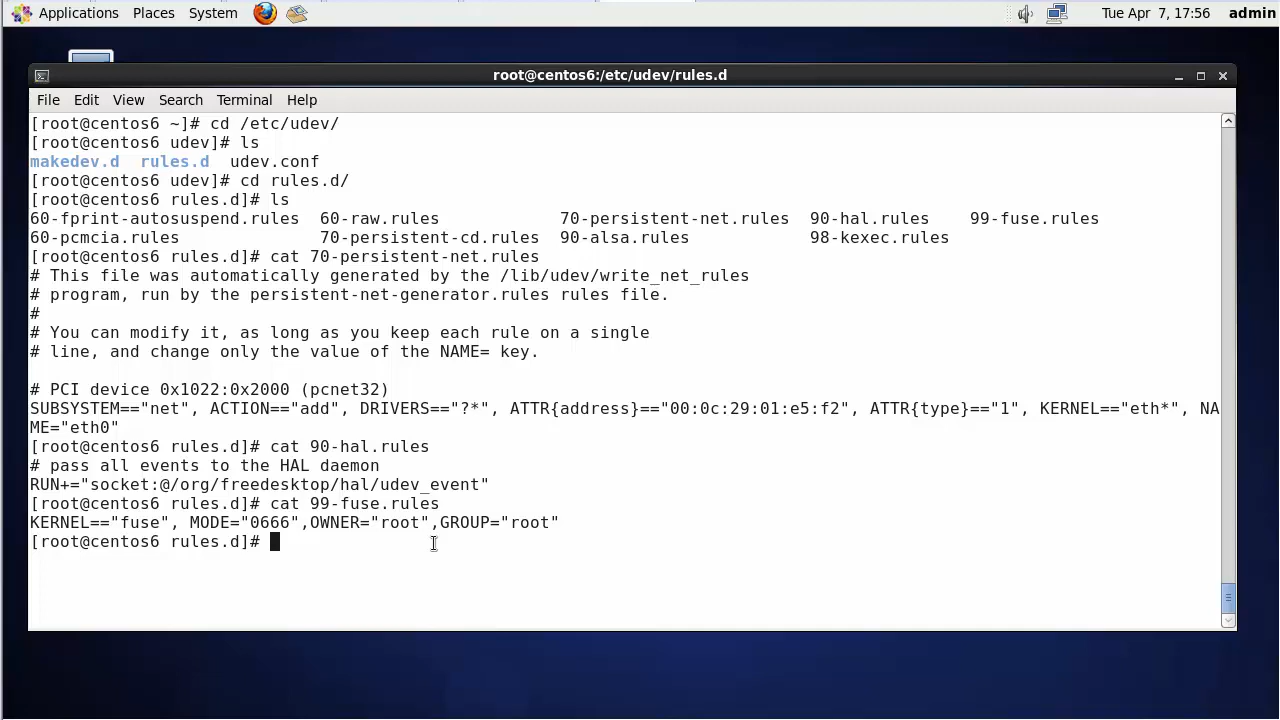 Applications Places System Tue Apr 7, 17:56 admin
root@centos6:/etc/udev/rules.d
File Edit View Search Terminal Help
[root@centos6 ~]# cd /etc/udev/
[root@centos6 udev]# ls
makedev.d  rules.d  udev.conf
[root@centos6 udev]# cd rules.d/
[root@centos6 rules.d]# ls
60-fprint-autosuspend.rules  60-raw.rules            70-persistent-net.rules  90-hal.rules    99-fuse.rules
60-pcmcia.rules              70-persistent-cd.rules  90-alsa.rules            98-kexec.rules
[root@centos6 rules.d]# cat 70-persistent-net.rules
# This file was automatically generated by the /lib/udev/write_net_rules
# program, run by the persistent-net-generator.rules rules file.
#
# You can modify it, as long as you keep each rule on a single
# line, and change only the value of the NAME= key.
# PCI device 0x1022:0x2000 (pcnet32)
SUBSYSTEM=="net", ACTION=="add", DRIVERS=="?*", ATTR{address}=="00:0c:29:01:e5:f2", ATTR{type}=="1", KERNEL=="eth*", NA
ME="eth0"
[root@centos6 rules.d]# cat 90-hal.rules
# pass all events to the HAL daemon
RUN+="socket:@/org/freedesktop/hal/udev_event"
[root@centos6 rules.d]# cat 99-fuse.rules
KERNEL=="fuse", MODE="0666",OWNER="root",GROUP="root"
[root@centos6 rules.d]#